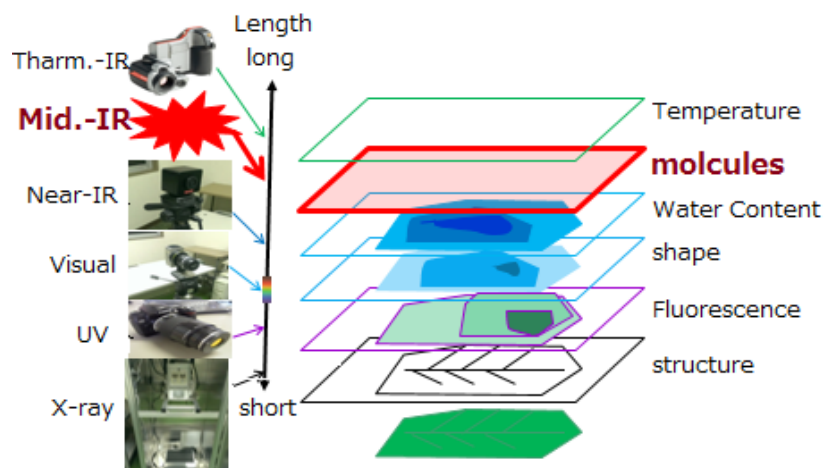 Length
long
Tharm.-IR
Mid.-IR
Near-IR
Visual
UV
X-ray
short
Temperature
molcules
Water Content
shape
Fluorescence
structure